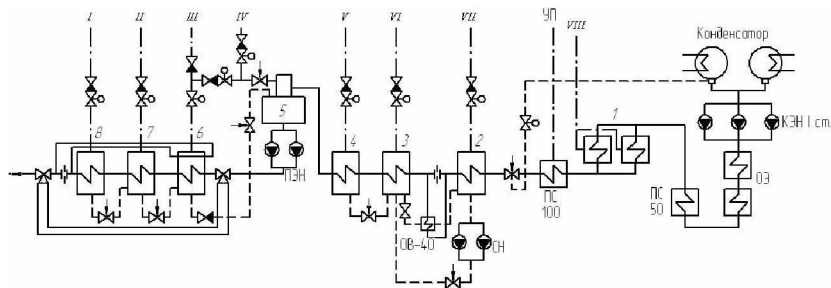 I II III IV V VI VII УП VIII
Конденсатор
КЭН I ст.
1
8 7 6 5 4 3 2
ПЭН
ПС
100
ПС
50
ОЭ
ОВ-40
СН